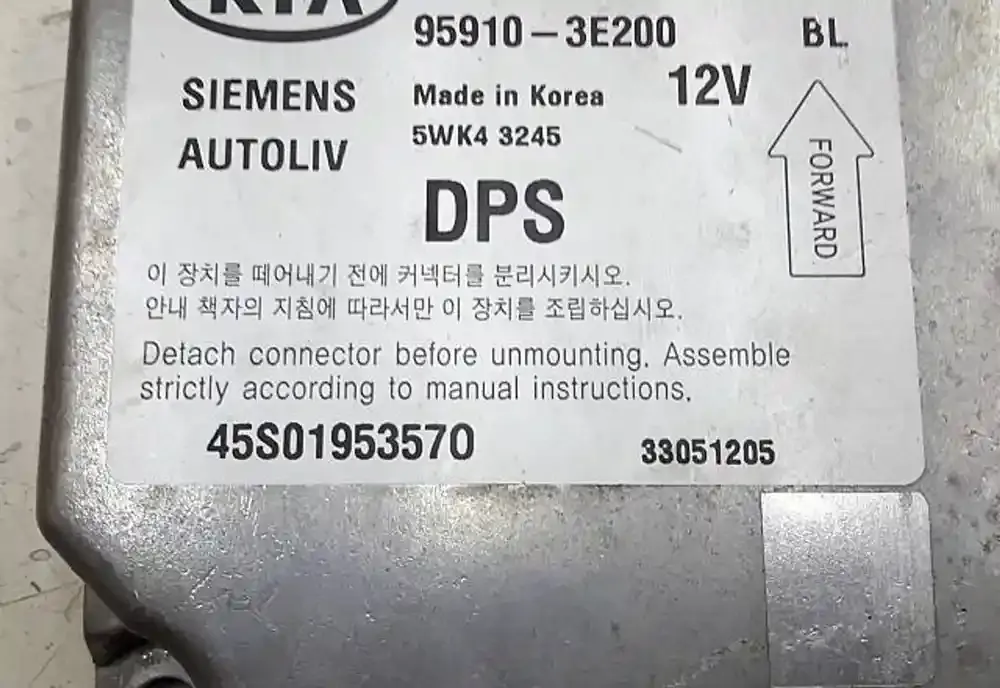 KIA
95910-3E200
BL
SIEMENS
AUTOLIV
Made in Korea
12V
5WK4 3245
DPS
FORWARD
이 장치를 떼어내기 전에 커넥터를 분리시키시오.
안내 책자의 지침에 따라서만 이 장치를 조립하십시오.
Detach connector before unmounting. Assemble
strictly according to manual instructions.
45S01953570
33051205